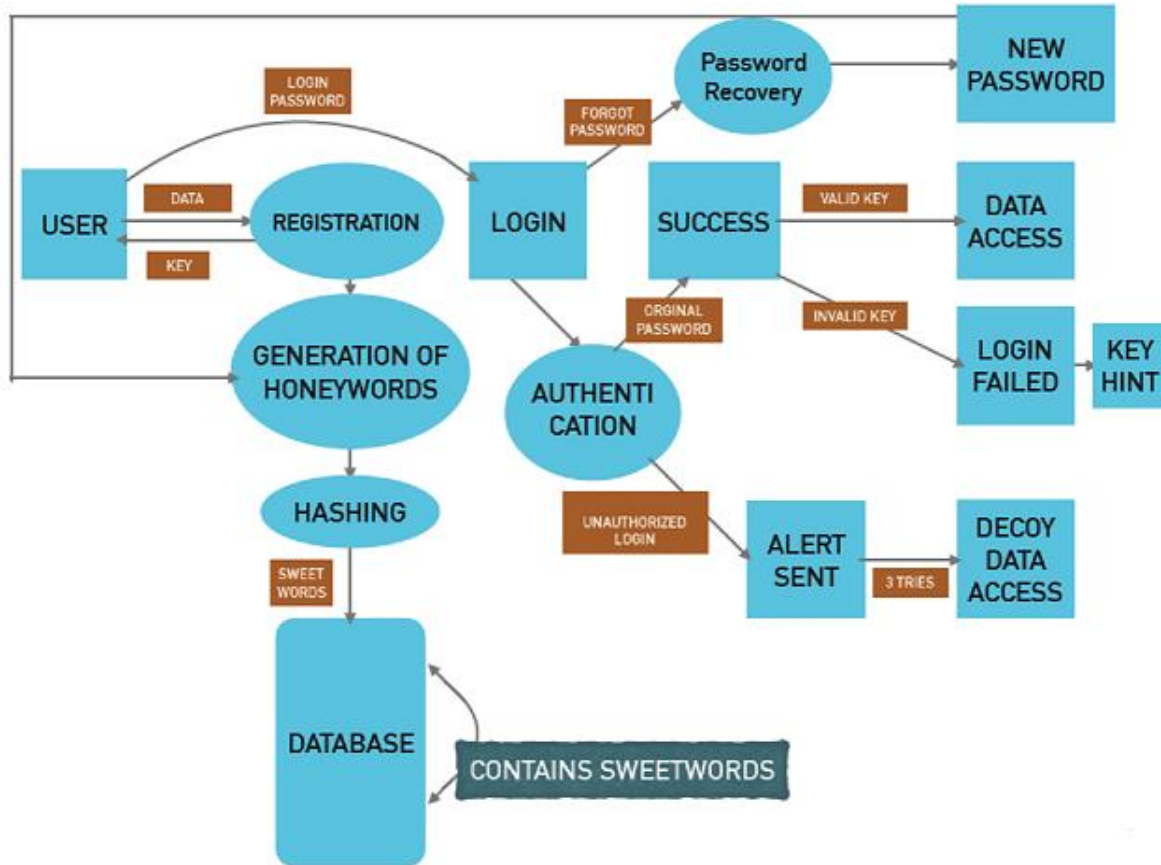 NEW
PASSWORD
Password
Recovery
LOGIN
PASSWORD
FORGOT
PASSWORD
USER
DATA
KEY
REGISTRATION
LOGIN
SUCCESS
VALID KEY
DATA
ACCESS
ORGINAL
PASSWORD
INVALID KEY
LOGIN
FAILED
KEY
HINT
GENERATION OF
HONEYWORDS
AUTHENTI
CATION
HASHING
UNAUTHORIZED
LOGIN
ALERT
SENT
3 TRIES
DECOY
DATA
ACCESS
SWEET
WORDS
DATABASE
CONTAINS SWEETWORDS